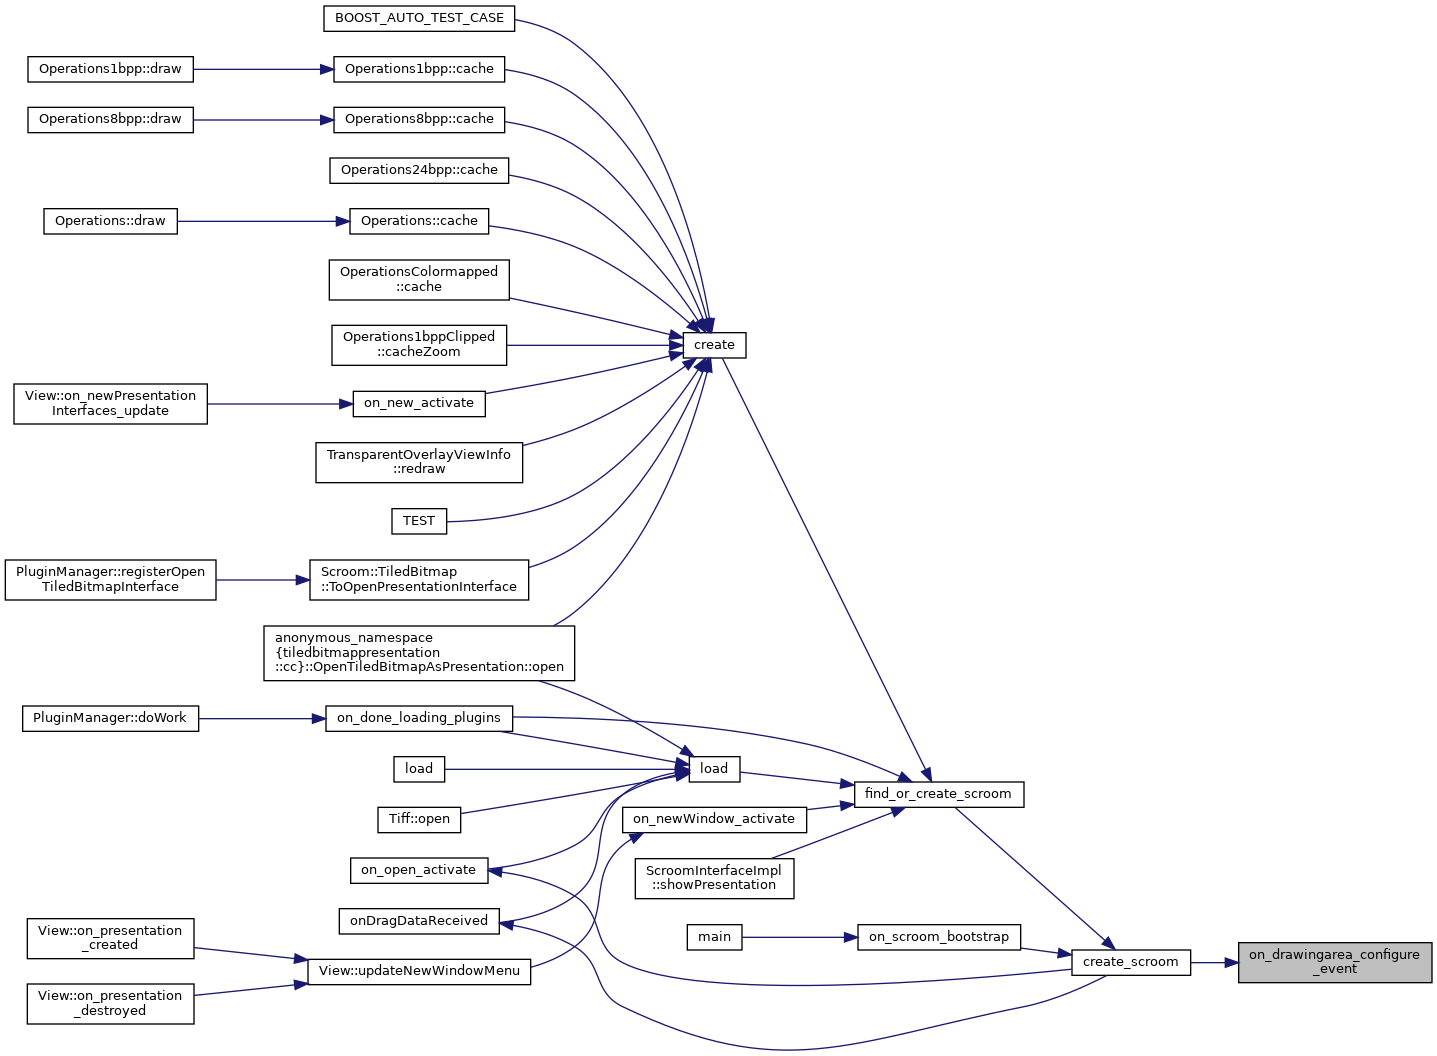 BOOST_AUTO_TEST_CASE
Operations1bpp::draw
Operations1bpp::cache
Operations8bpp::draw
Operations8bpp::cache
Operations24bpp::cache
Operations::draw
Operations::cache
OperationsColormapped
::cache
Operations1bppClipped
::cacheZoom
create
View::on_newPresentation
Interfaces_update
on_new_activate
TransparentOverlayViewInfo
::redraw
TEST
PluginManager::registerOpen
TiledBitmapInterface
Scroom::TiledBitmap
::ToOpenPresentationInterface
anonymous_namespace
{tiledbitmappresentation
::cc}::OpenTiledBitmapAsPresentation::open
PluginManager::doWork
on_done_loading_plugins
load
load
find_or_create_scroom
Tiff::open
on_newWindow_activate
on_open_activate
ScroomInterfaceImpl
::showPresentation
onDragDataReceived
View::on_presentation
_created
main
on_scroom_bootstrap
View::updateNewWindowMenu
create_scroom
on_drawingarea_configure
_event
View::on_presentation
_destroyed